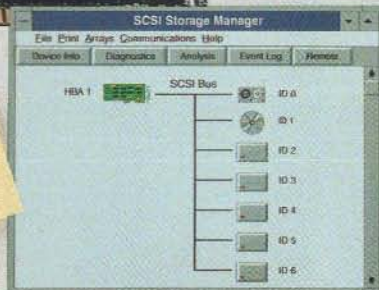 SCSI Storage Manager
File Print Arrays Communications Help
Device Info Diagnostics Analysis Event Log Remote
HBA 1
SCSI Bus
ID 0
ID 1
ID 2
ID 3
ID 4
ID 5
ID 6